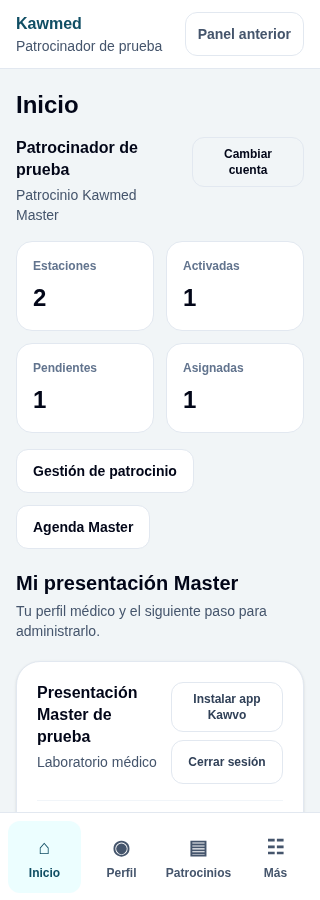 Kawmed
Patrocinador de prueba
Panel anterior
Inicio
Patrocinador de
prueba
Patrocinio Kawmed
Master
Cambiar
cuenta
Estaciones
2
Activadas
1
Pendientes
1
Asignadas
1
Gestión de patrocinio
Agenda Master
Mi presentación Master
Tu perfil médico y el siguiente paso para
administrarlo.
Presentación
Master de
prueba
Laboratorio médico
Instalar app
Kawvo
Cerrar sesión
Inicio
Perfil
Patrocinios
Más